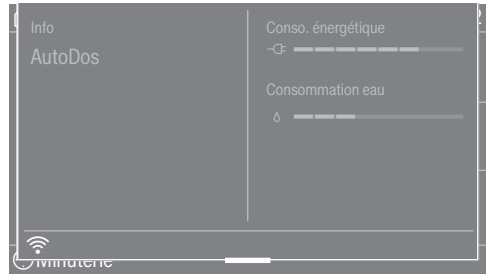 Info
AutoDos
Conso. énergétique
Consommation eau
Minuterie